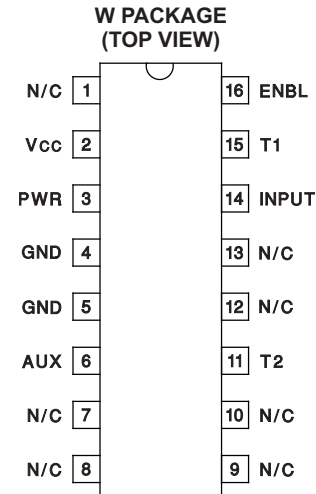 W PACKAGE
(TOP VIEW)
N/C 1 16 ENBL
Vcc 2 15 T1
PWR 3 14 INPUT
GND 4 13 N/C
GND 5 12 N/C
AUX 6 11 T2
N/C 7 10 N/C
N/C 8 9 N/C